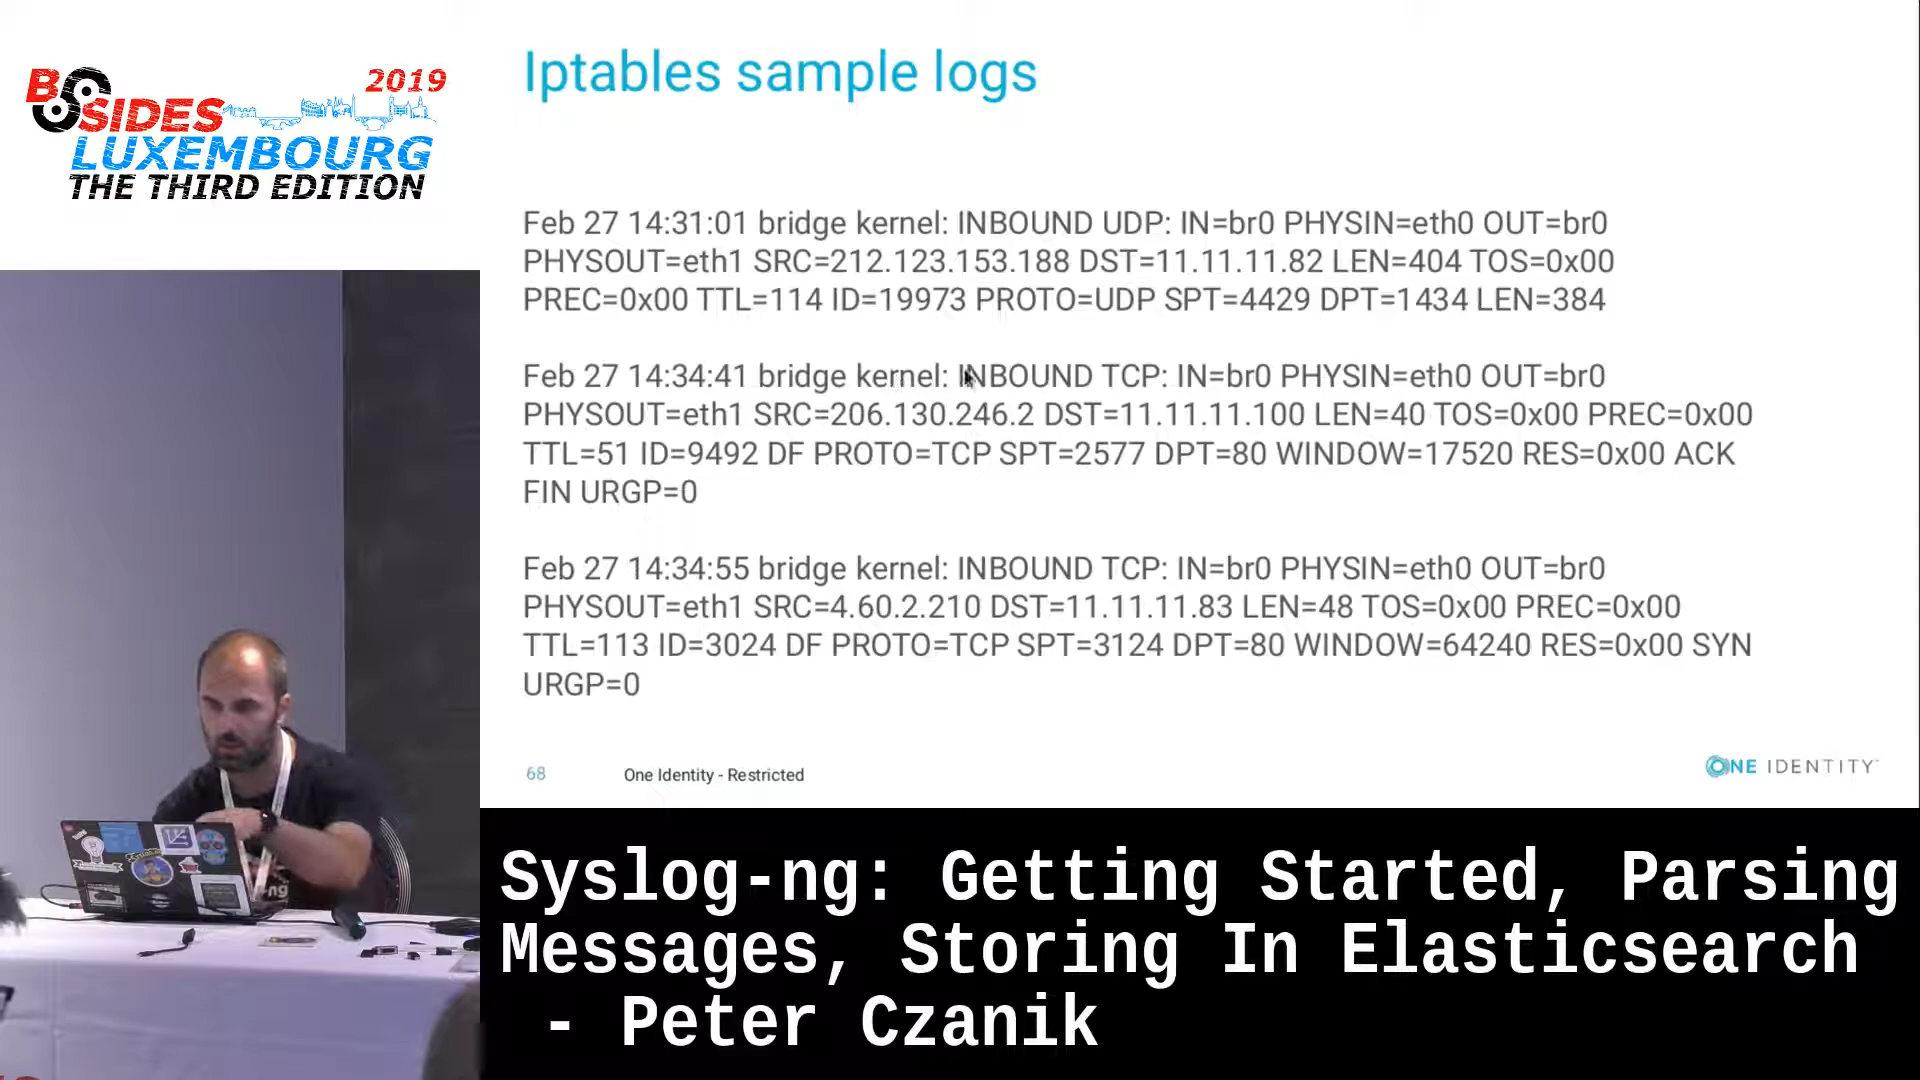 BSIDES 2019
LUXEMBOURG
THE THIRD EDITION
Iptables sample logs
Feb 27 14:31:01 bridge kernel: INBOUND UDP: IN=br0 PHYSIN=eth0 OUT=br0
PHYSOUT=eth1 SRC=212.123.153.188 DST=11.11.11.82 LEN=404 TOS=0x00
PREC=0x00 TTL=114 ID=19973 PROTO=UDP SPT=4429 DPT=1434 LEN=384
Feb 27 14:34:41 bridge kernel: INBOUND TCP: IN=br0 PHYSIN=eth0 OUT=br0
PHYSOUT=eth1 SRC=206.130.246.2 DST=11.11.11.100 LEN=40 TOS=0x00 PREC=0x00
TTL=51 ID=9492 DF PROTO=TCP SPT=2577 DPT=80 WINDOW=17520 RES=0x00 ACK
FIN URGP=0
Feb 27 14:34:55 bridge kernel: INBOUND TCP: IN=br0 PHYSIN=eth0 OUT=br0
PHYSOUT=eth1 SRC=4.60.2.210 DST=11.11.11.83 LEN=48 TOS=0x00 PREC=0x00
TTL=113 ID=3024 DF PROTO=TCP SPT=3124 DPT=80 WINDOW=64240 RES=0x00 SYN
URGP=0
68 One Identity - Restricted
ONE IDENTITY
Syslog-ng: Getting Started, Parsing
Messages, Storing In Elasticsearch
- Peter Czanik